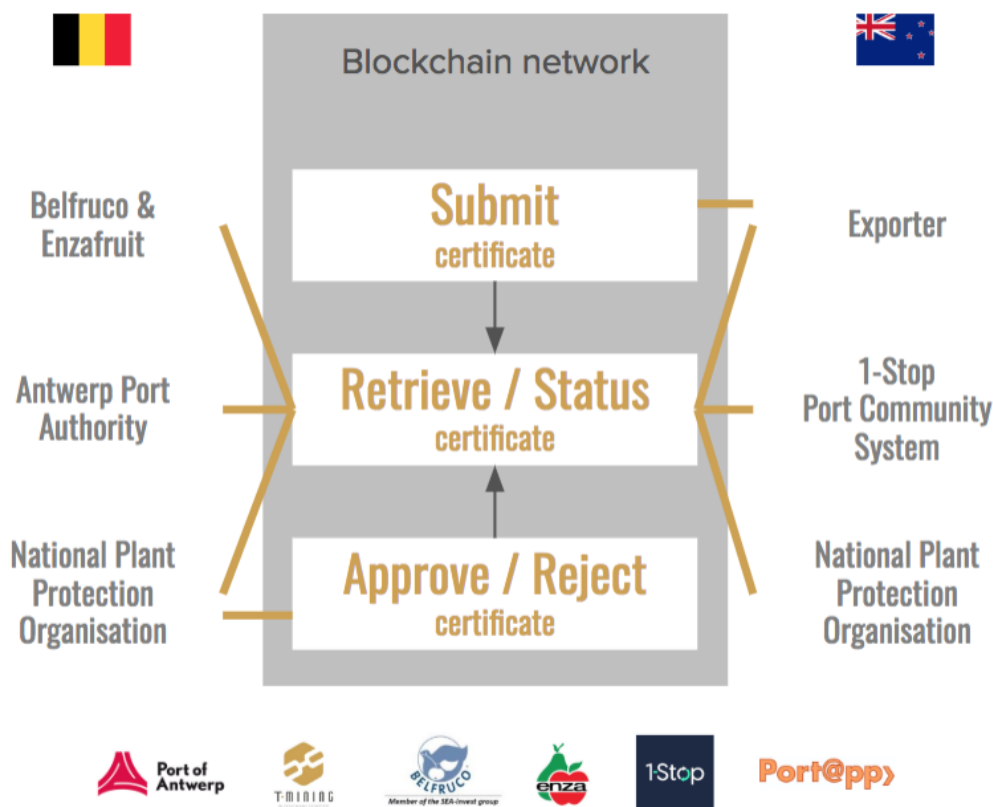 Blockchain network
Belfruco &
Enzafruit
Submit
certificate
Exporter
Antwerp Port
Authority
Retrieve / Status
certificate
1-Stop
Port Community
System
National Plant
Protection
Organisation
Approve / Reject
certificate
National Plant
Protection
Organisation
Port of
Antwerp
T-MINING
BELFRUCO
Member of the SEA-invest group
enza
1-Stop
Port@pp